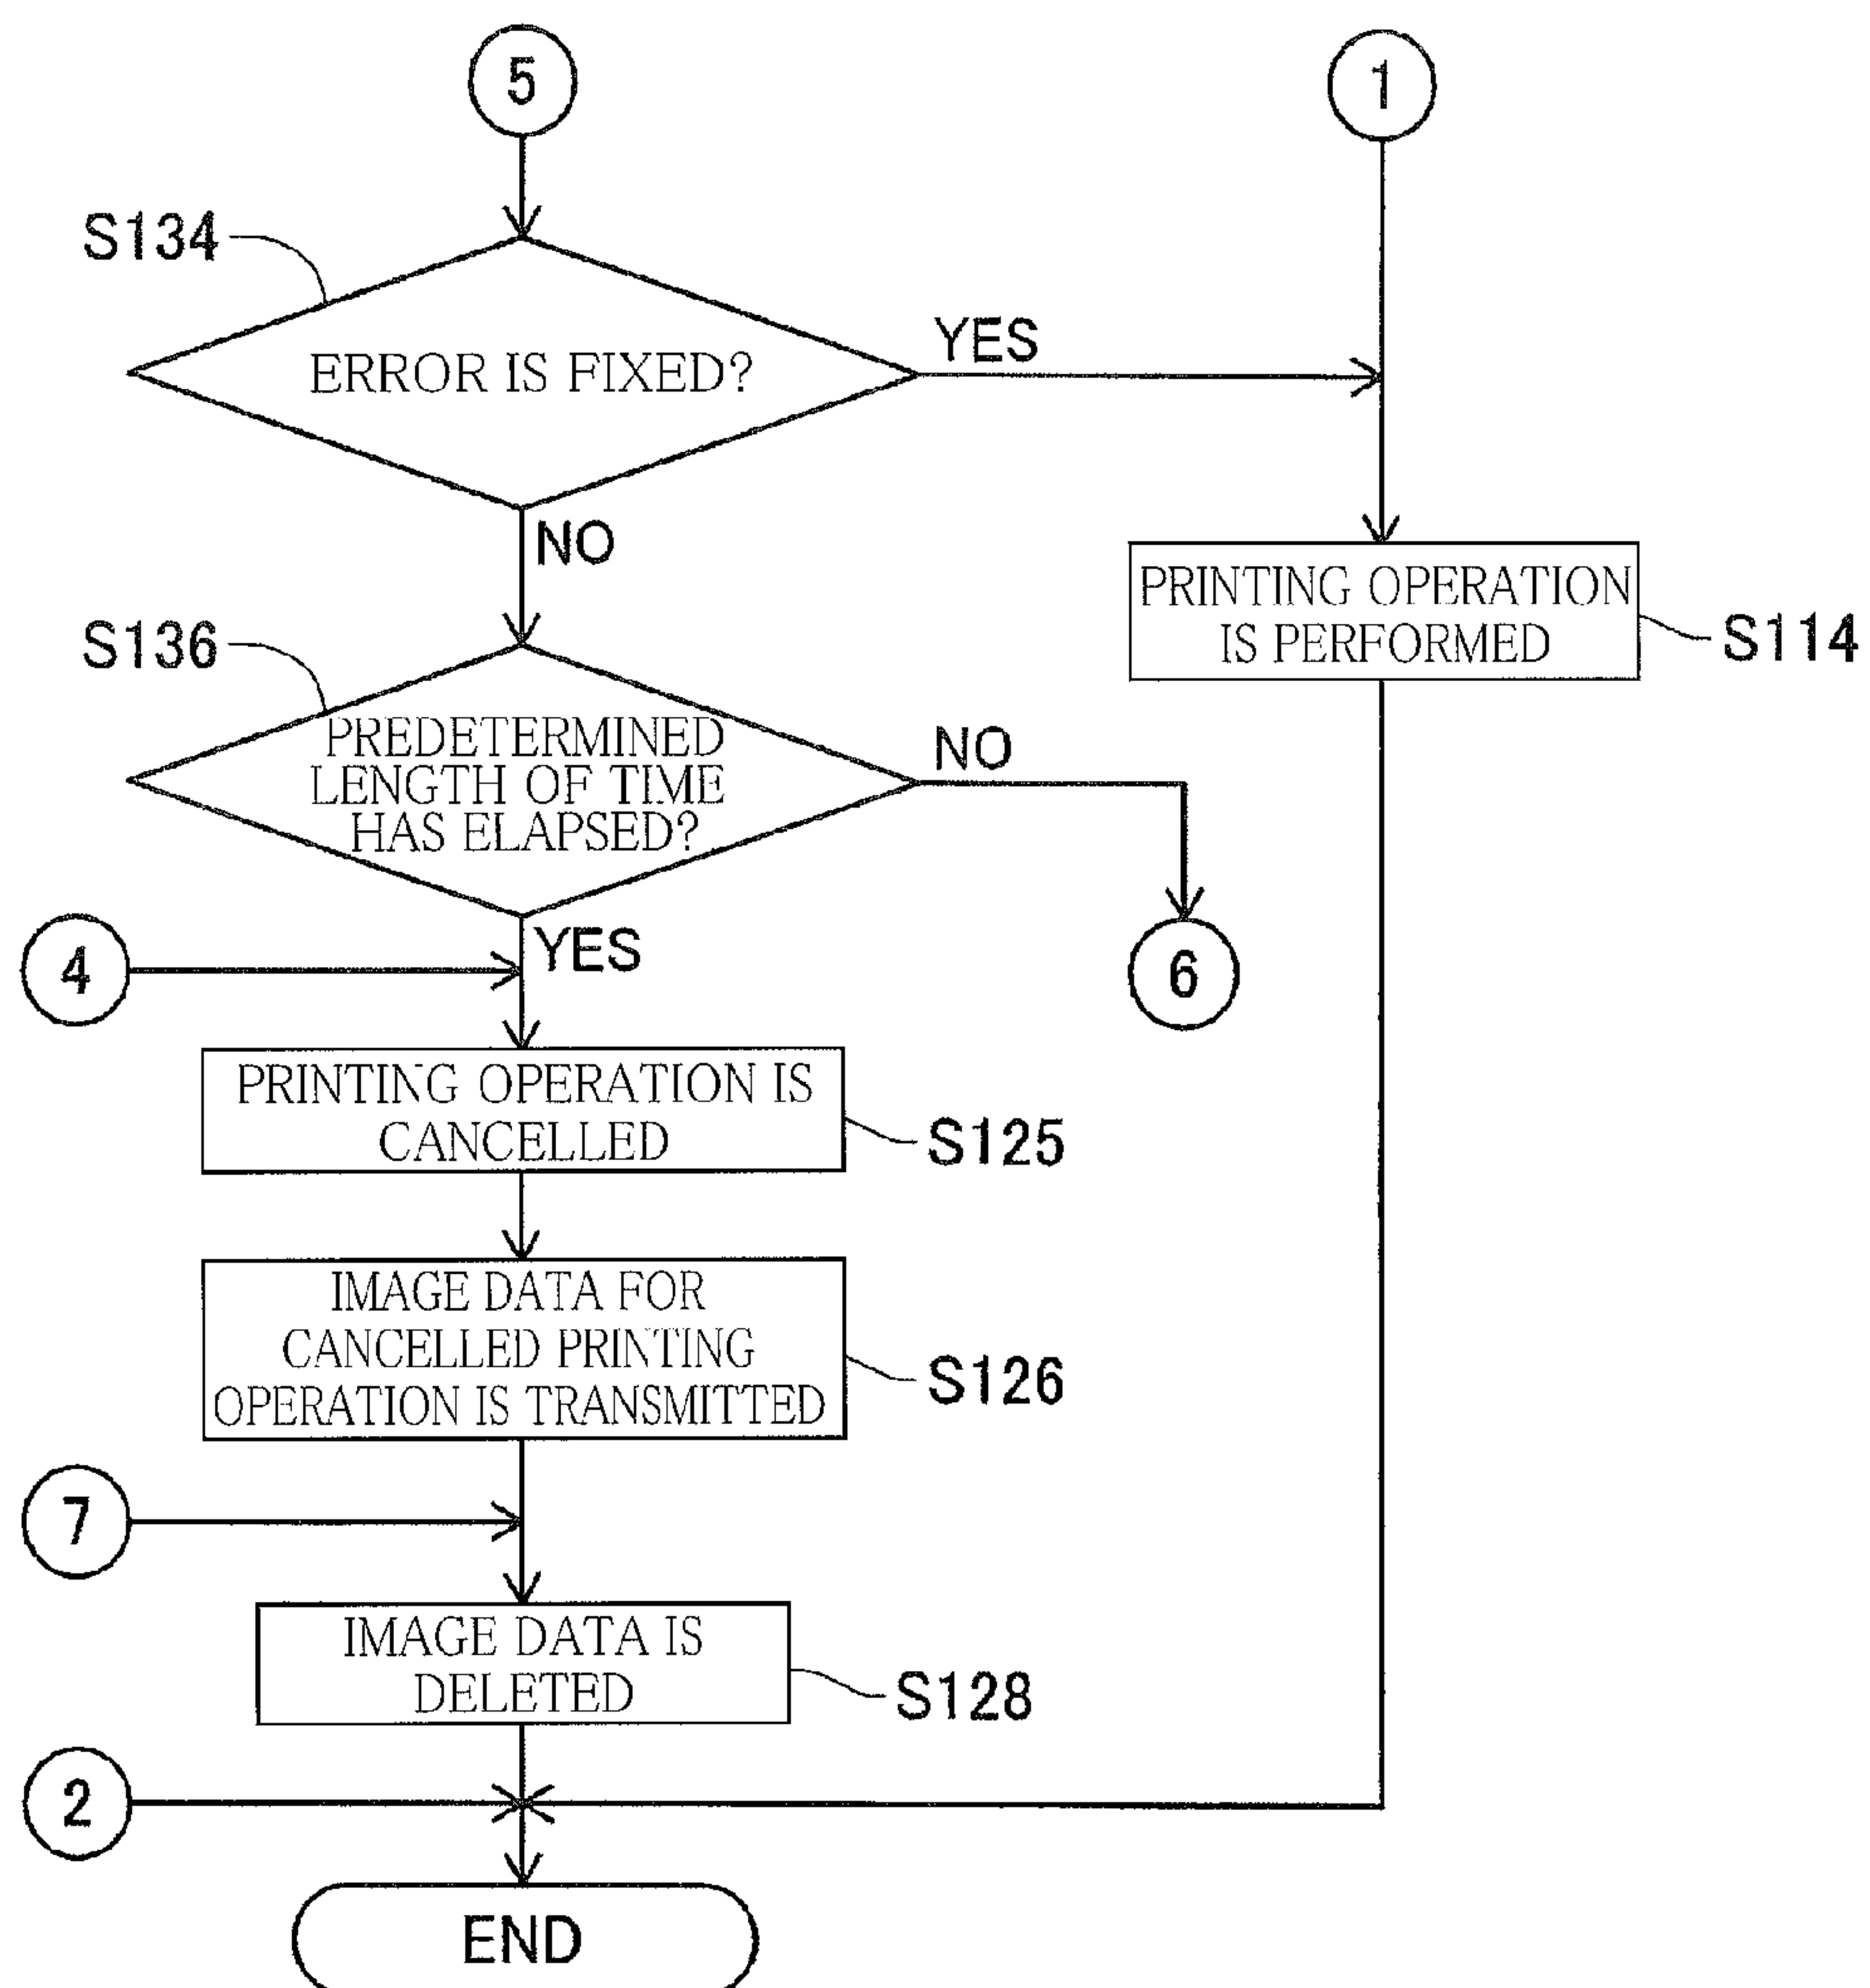 5
1
S134
YES
ERROR IS FIXED?
NO
PRINTING OPERATION
IS PERFORMED
S114
S136
PREDETERMINED
LENGTH OF TIME
HAS ELAPSED?
NO
YES
4
6
PRINTING OPERATION IS
CANCELLED
S125
IMAGE DATA FOR
CANCELLED PRINTING
OPERATION IS TRANSMITTED
S126
7
IMAGE DATA IS
DELETED
S128
2
END